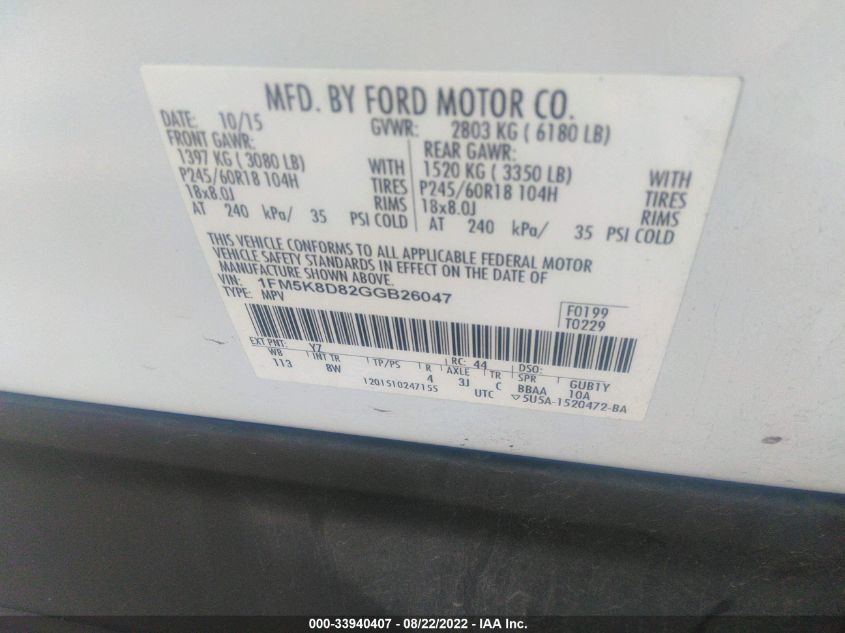 MFD. BY FORD MOTOR CO.
DATE: 10/15 GVWR: 2803 KG ( 6180 LB)
FRONT GAWR: REAR GAWR:
1397 KG ( 3080 LB) WITH 1520 KG ( 3350 LB) WITH
P245/60R18 104H TIRES P245/60R18 104H TIRES
18x8.0J RIMS 18x8.0J RIMS
AT 240 kPa/ 35 PSI COLD AT 240 kPa/ 35 PSI COLD
THIS VEHICLE CONFORMS TO ALL APPLICABLE FEDERAL MOTOR
VEHICLE SAFETY STANDARDS IN EFFECT ON THE DATE OF
MANUFACTURE SHOWN ABOVE.
VIN: 1FM5K8D82GGB26047
TYPE: MPV
F0199
T0229
EXT PNT: YZ RC: 44 DSO:
WB INT TR TP/PS R AXLE TR SPR GUB1Y
113 8W 4 3J C BBAA 10A
1201510247155 UTC ▽5U5A-1520472-BA
000-33940407 - 08/22/2022 - IAA Inc.